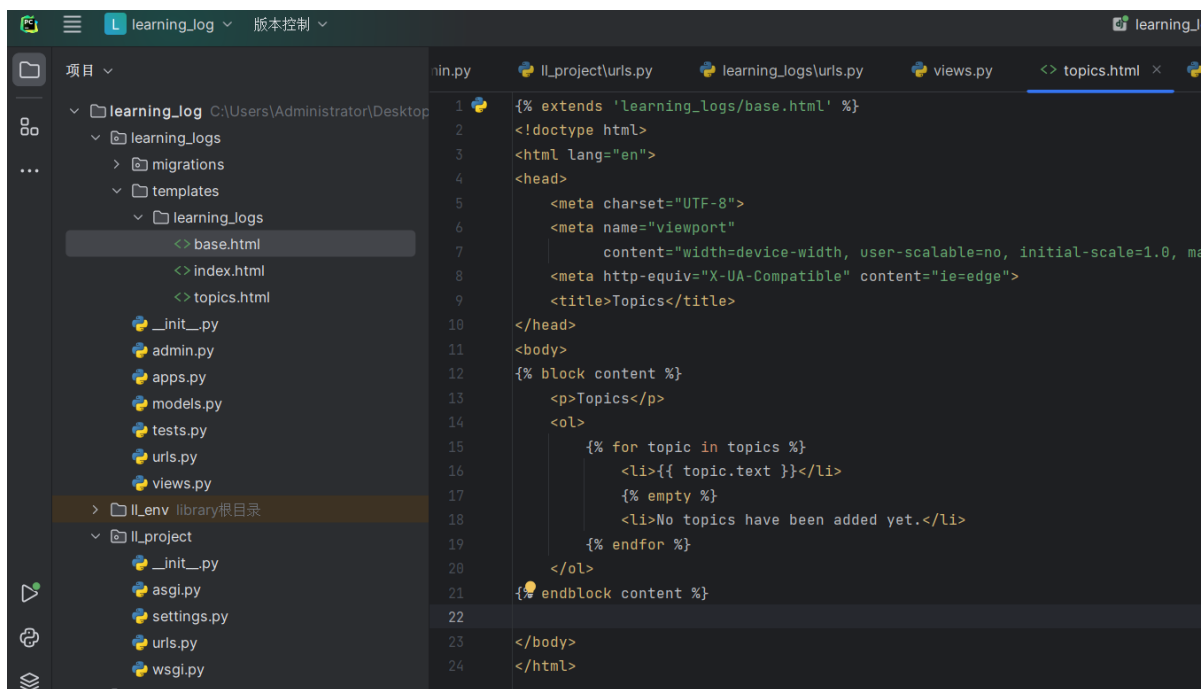 PC
L learning_log 版本控制
learning_l
项目
nin.py ll_project\urls.py learning_logs\urls.py views.py <> topics.html ×
learning_log C:\Users\Administrator\Desktop
learning_logs
migrations
templates
learning_logs
<> base.html
<> index.html
<> topics.html
__init__.py
admin.py
apps.py
models.py
tests.py
urls.py
views.py
ll_env library根目录
ll_project
__init__.py
asgi.py
settings.py
urls.py
wsgi.py
1 {% extends 'learning_logs/base.html' %}
2 <!doctype html>
3 <html lang="en">
4 <head>
5 <meta charset="UTF-8">
6 <meta name="viewport"
7 content="width=device-width, user-scalable=no, initial-scale=1.0, ma
8 <meta http-equiv="X-UA-Compatible" content="ie=edge">
9 <title>Topics</title>
10 </head>
11 <body>
12 {% block content %}
13 <p>Topics</p>
14 <ol>
15 {% for topic in topics %}
16 <li>{{ topic.text }}</li>
17 {% empty %}
18 <li>No topics have been added yet.</li>
19 {% endfor %}
20 </ol>
21 {% endblock content %}
22
23 </body>
24 </html>